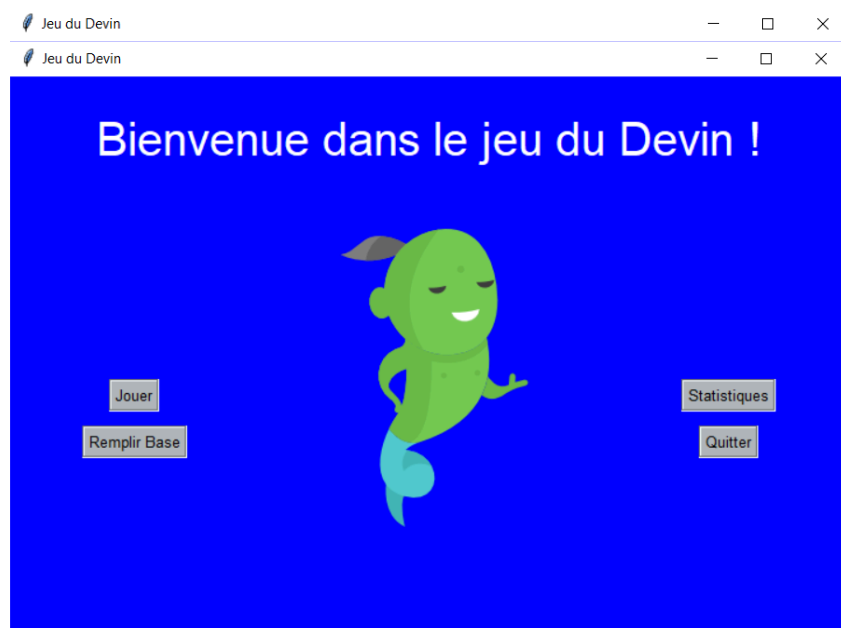 Jeu du Devin
Jeu du Devin
Bienvenue dans le jeu du Devin !
Jouer
Statistiques
Remplir Base
Quitter